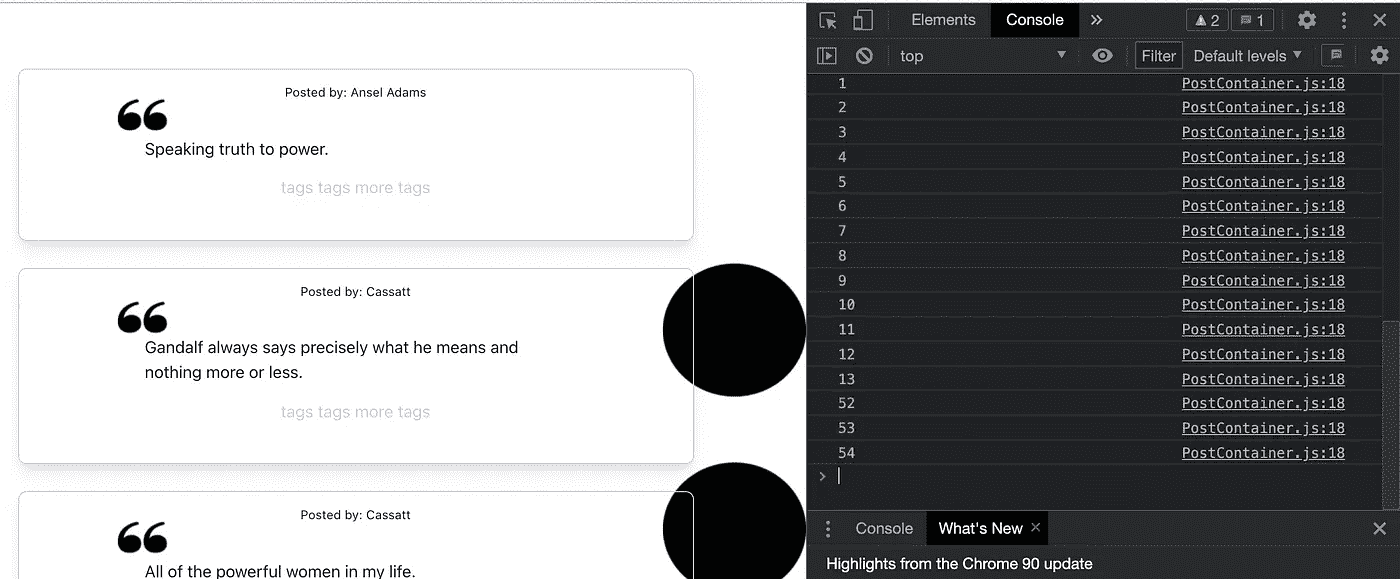 Posted by: Ansel Adams
❝
Speaking truth to power.
tags tags more tags
Posted by: Cassatt
❝
Gandalf always says precisely what he means and
nothing more or less.
tags tags more tags
Posted by: Cassatt
❝
All of the powerful women in my life.
Elements Console » 2 1
top Filter Default levels
1 PostContainer.js:18
2 PostContainer.js:18
3 PostContainer.js:18
4 PostContainer.js:18
5 PostContainer.js:18
6 PostContainer.js:18
7 PostContainer.js:18
8 PostContainer.js:18
9 PostContainer.js:18
10 PostContainer.js:18
11 PostContainer.js:18
12 PostContainer.js:18
13 PostContainer.js:18
52 PostContainer.js:18
53 PostContainer.js:18
54 PostContainer.js:18
>
Console What's New ×
Highlights from the Chrome 90 update